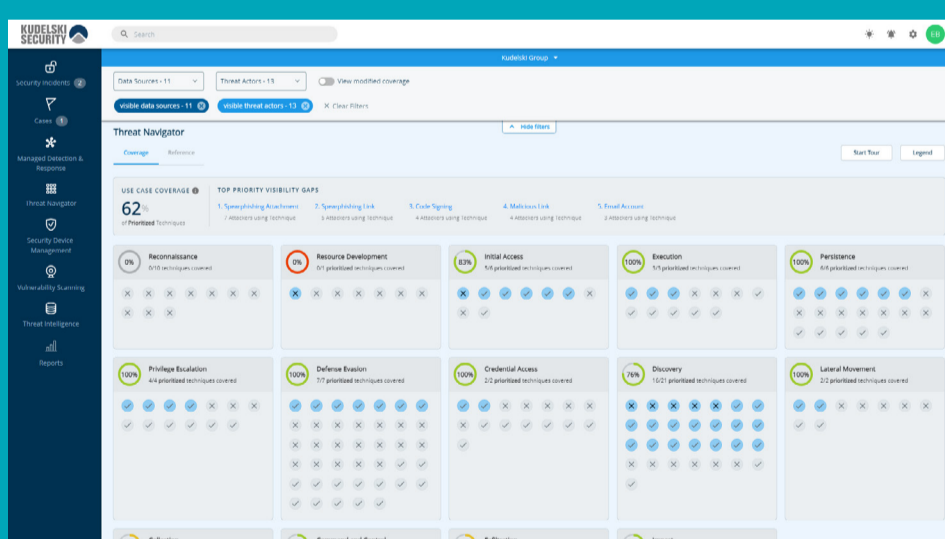 KUDELSKI
SECURITY
Search
EB
Kudelski Group
Security Incidents 2
Cases 1
Managed Detection &
Response
Threat Navigator
Security Device
Management
Vulnerability Scanning
Threat Intelligence
Reports
Data Sources - 11
Threat Actors - 13
View modified coverage
visible data sources - 11
visible threat actors - 13
Clear Filters
Hide filters
Threat Navigator
Coverage
Reference
Start Tour
Legend
USE CASE COVERAGE
62%
of Prioritized Techniques
TOP PRIORITY VISIBILITY GAPS
1. Spearphishing Attachment
7 Attackers using Technique
2. Spearphishing Link
5 Attackers using Technique
3. Code Signing
4 Attackers using Technique
4. Malicious Link
4 Attackers using Technique
5. Email Account
3 Attackers using Technique
0%
Reconnaissance
0/10 techniques covered
0%
Resource Development
0/1 prioritized techniques covered
83%
Initial Access
5/6 prioritized techniques covered
100%
Execution
3/3 prioritized techniques covered
100%
Persistence
6/6 prioritized techniques covered
100%
Privilege Escalation
4/4 prioritized techniques covered
100%
Defense Evasion
7/7 prioritized techniques covered
100%
Credential Access
2/2 prioritized techniques covered
76%
Discovery
16/21 prioritized techniques covered
100%
Lateral Movement
2/2 prioritized techniques covered